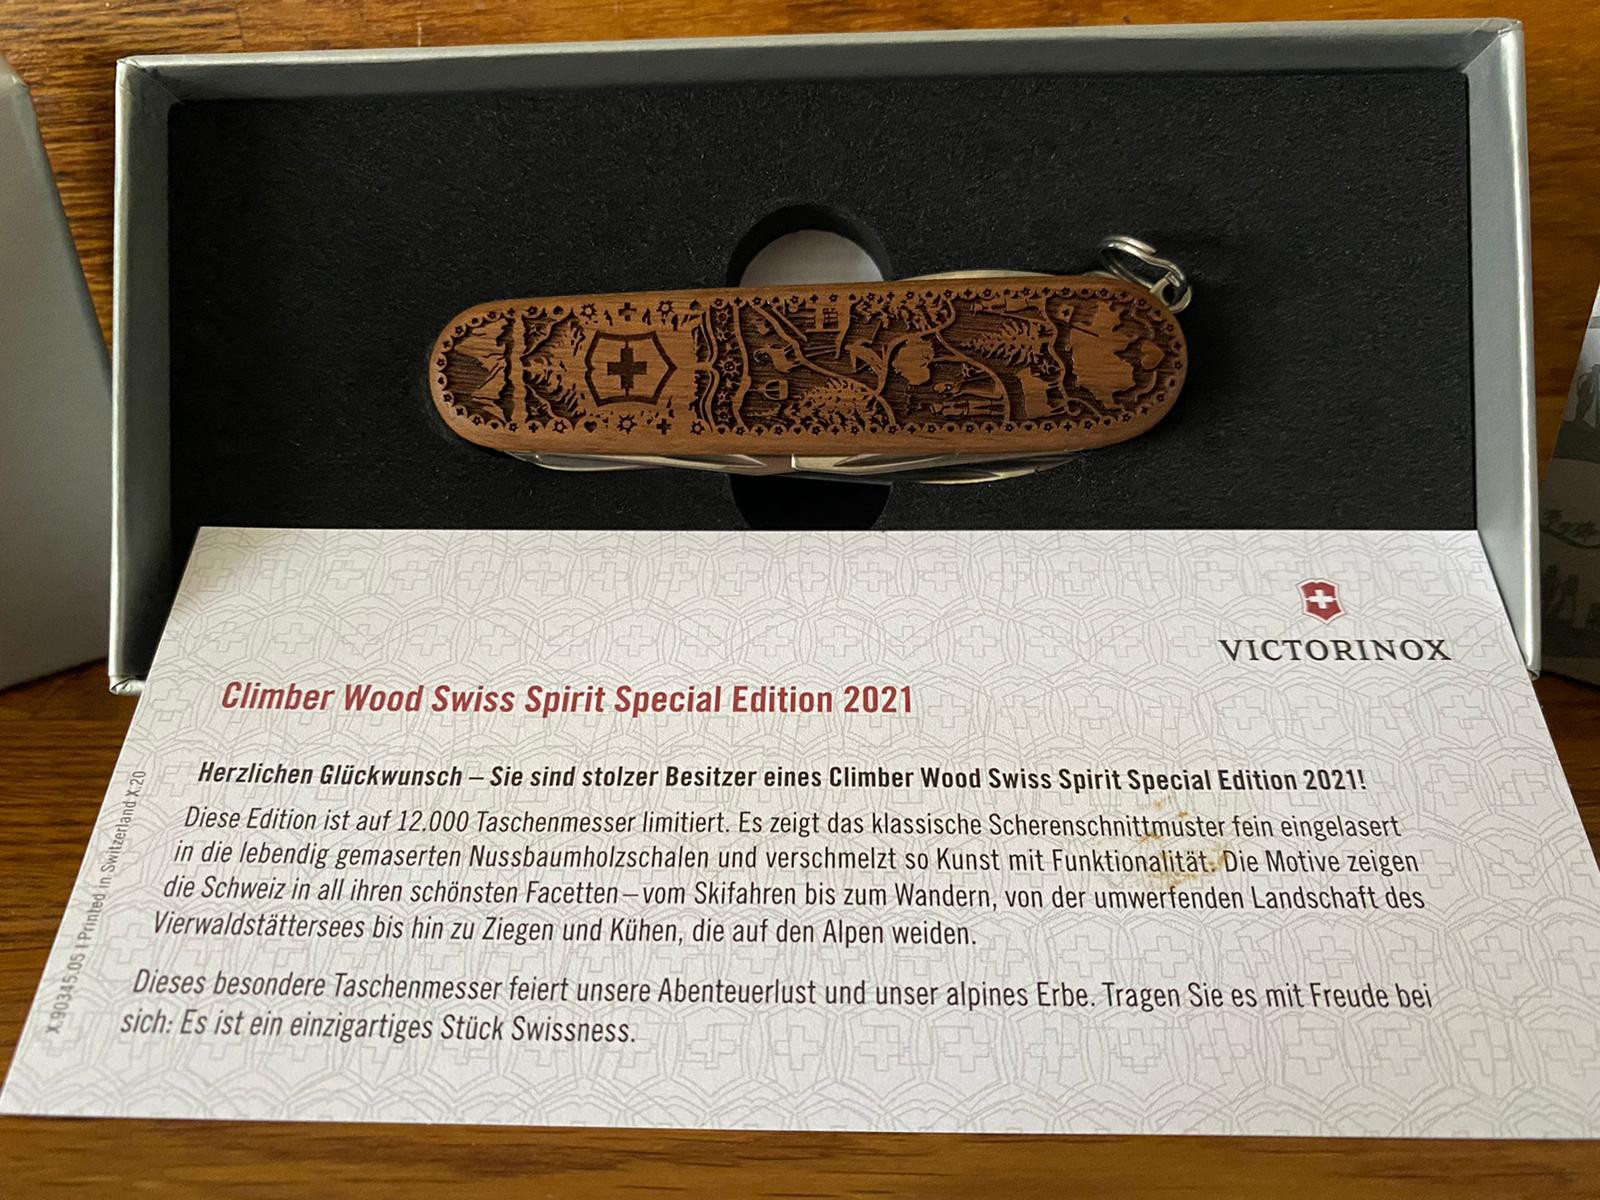 VICTORINOX
Climber Wood Swiss Spirit Special Edition 2021
Herzlichen Glückwunsch – Sie sind stolzer Besitzer eines Climber Wood Swiss Spirit Special Edition 2021!
Diese Edition ist auf 12.000 Taschenmesser limitiert. Es zeigt das klassische Scherenschnittmuster fein eingelasert
in die lebendig gemaserten Nussbaumholzschalen und verschmelzt so Kunst mit Funktionalität. Die Motive zeigen
die Schweiz in all ihren schönsten Facetten – vom Skifahren bis zum Wandern, von der umwerfenden Landschaft des
Vierwaldstättersees bis hin zu Ziegen und Kühen, die auf den Alpen weiden.
Dieses besondere Taschenmesser feiert unsere Abenteuerlust und unser alpines Erbe. Tragen Sie es mit Freude bei
sich: Es ist ein einzigartiges Stück Swissness.
X.90345.05 I Printed in Switzerland X.20